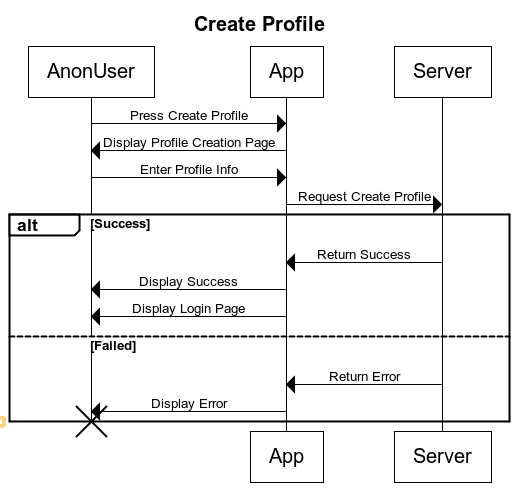 Create Profile
AnonUser
App
Server
Press Create Profile
Display Profile Creation Page
Enter Profile Info
Request Create Profile
alt
[Success]
Return Success
Display Success
Display Login Page
[Failed]
Return Error
Display Error
App
Server